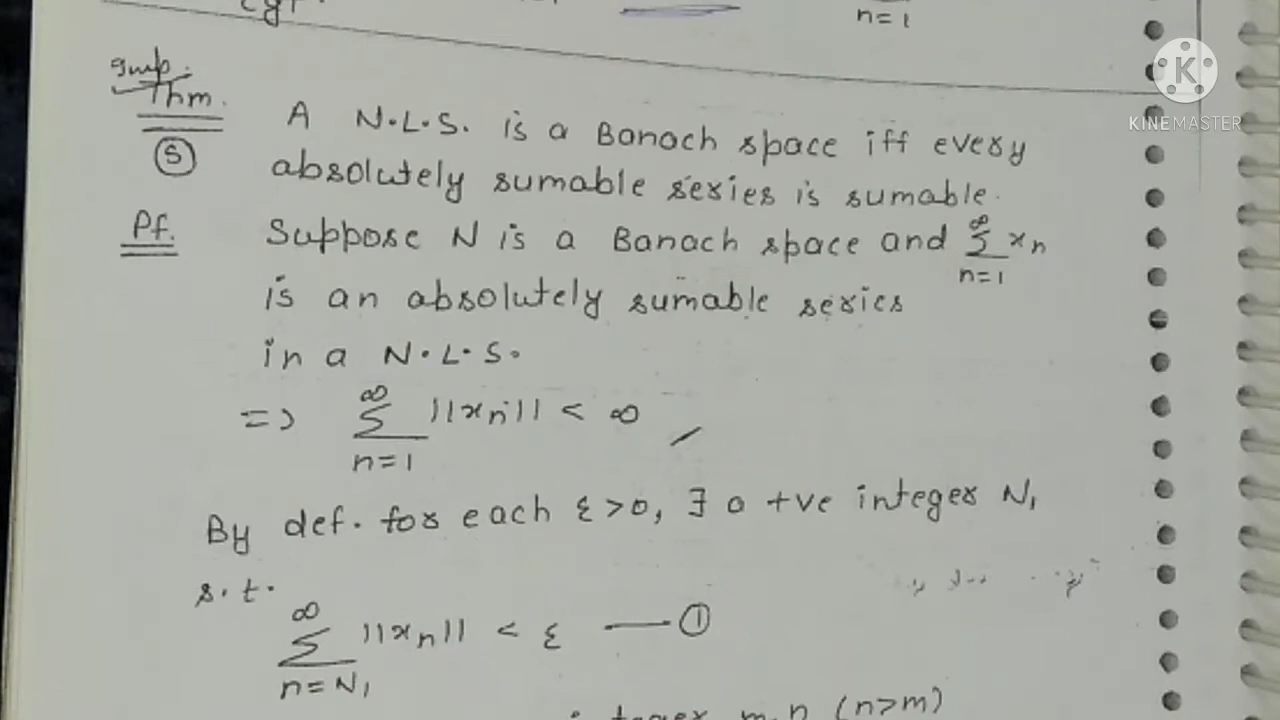 n=1
Imp.
Thm.
⑤ A N.L.S. is a Banach space iff every
absolutely sumable series is sumable.
Pf. Suppose N is a Banach space and ∞∑n=1 xn
is an absolutely sumable series
in a N.L.S.
=> ∞∑n=1 ||xn|| < ∞
By def. for each ε>0, ∃ a +ve integer N1
s.t.
∞∑n=N1 ||xn|| < ε — ①
m,n (n>m)
KINEMASTER